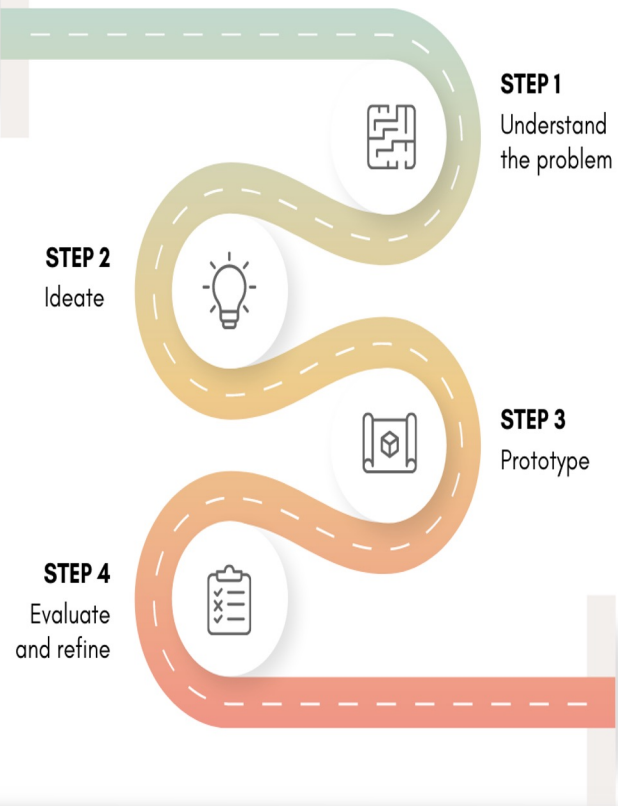 STEP 1
Understand
the problem
STEP 2
Ideate
STEP 3
Prototype
STEP 4
Evaluate
and refine